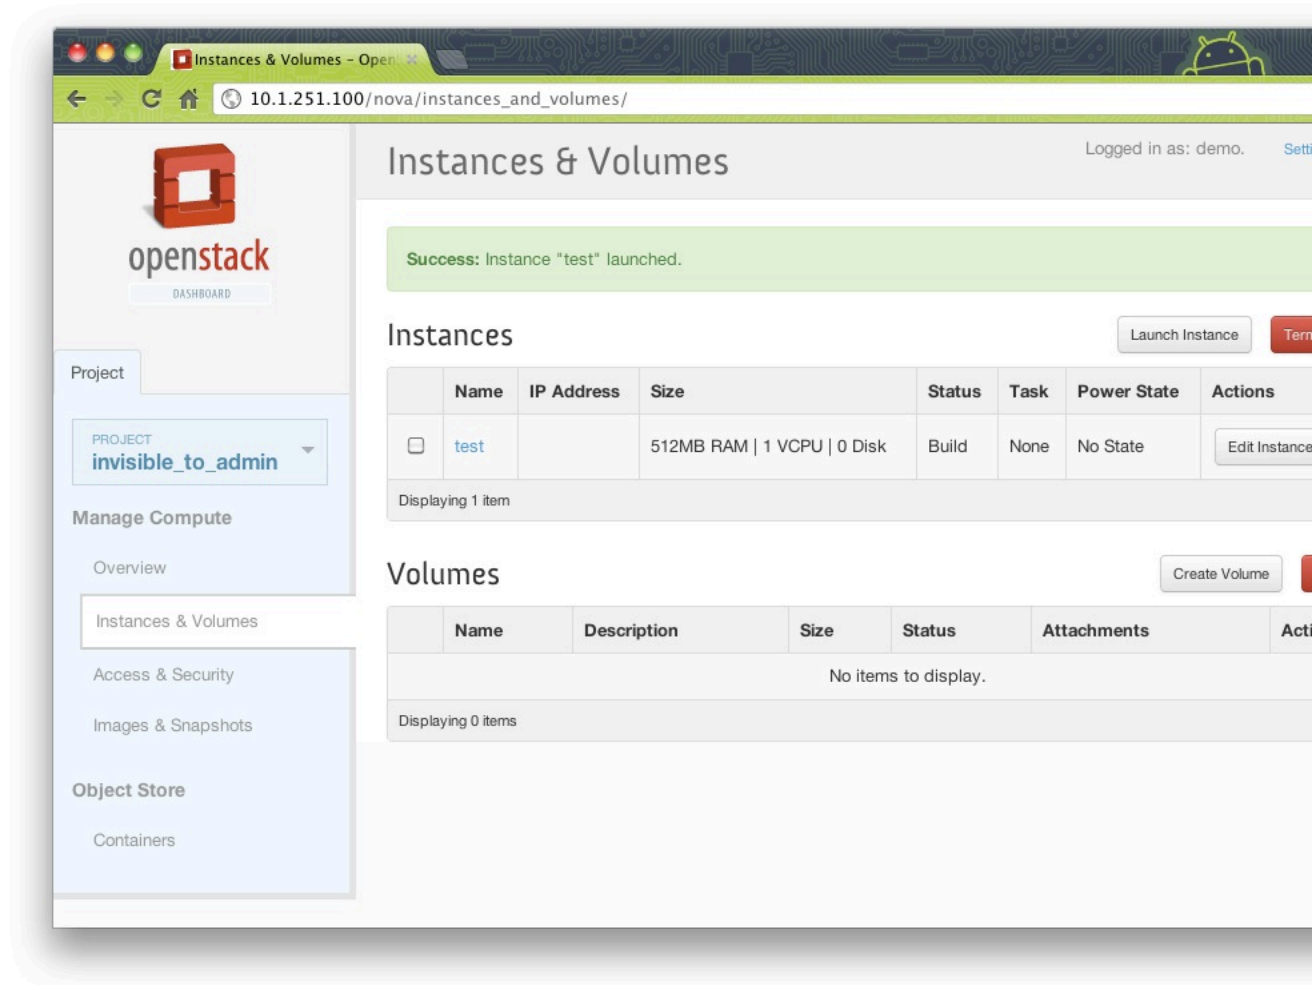 Instances & Volumes – Open
10.1.251.100/nova/instances_and_volumes/
openstack
DASHBOARD
Project
PROJECT
invisible_to_admin
Manage Compute
Overview
Instances & Volumes
Access & Security
Images & Snapshots
Object Store
Containers
Instances & Volumes
Logged in as: demo.
Success: Instance "test" launched.
Instances
Launch Instance
Name IP Address Size Status Task Power State Actions
test 512MB RAM | 1 VCPU | 0 Disk Build None No State Edit Instance
Displaying 1 item
Volumes
Create Volume
Name Description Size Status Attachments
No items to display.
Displaying 0 items